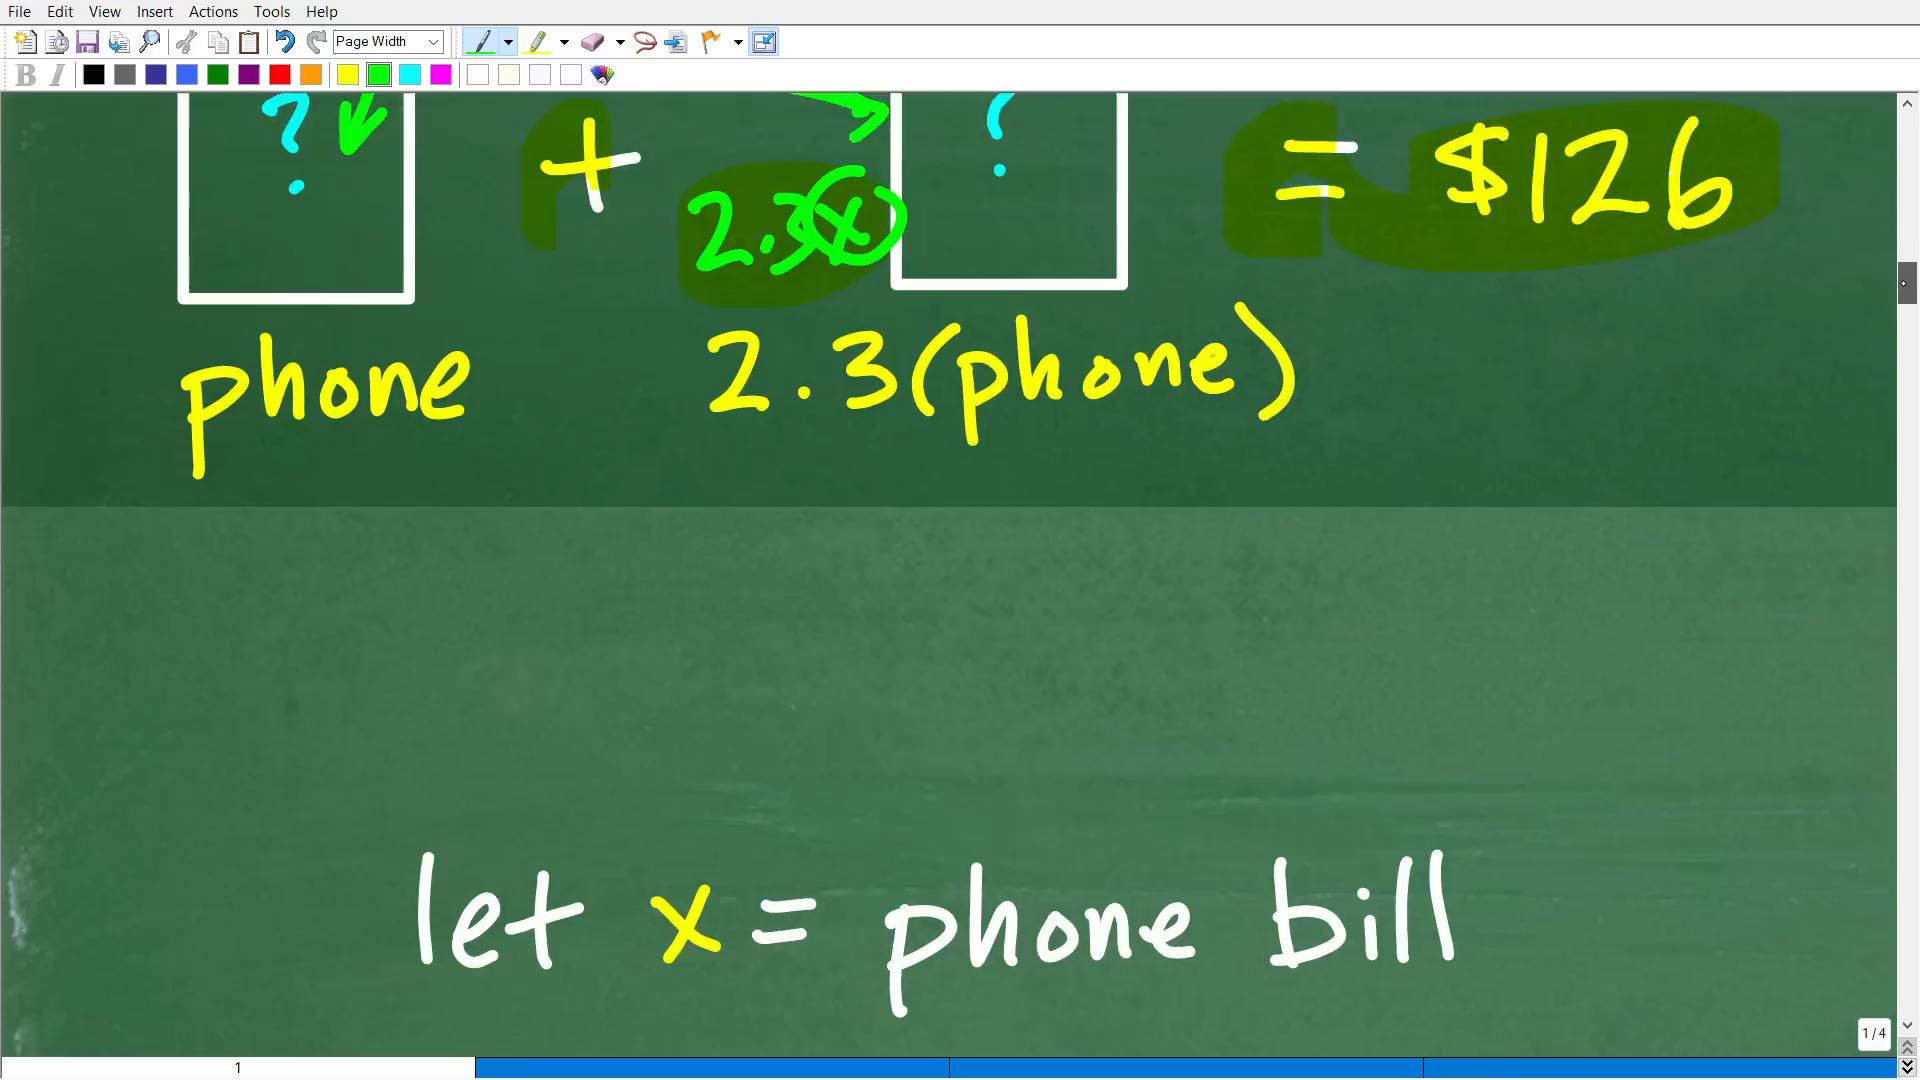 File Edit View Insert Actions Tools Help
Page Width
B I
? + 2.3(x) ? = $126
phone 2.3(phone)
let x = phone bill
1 / 4
1